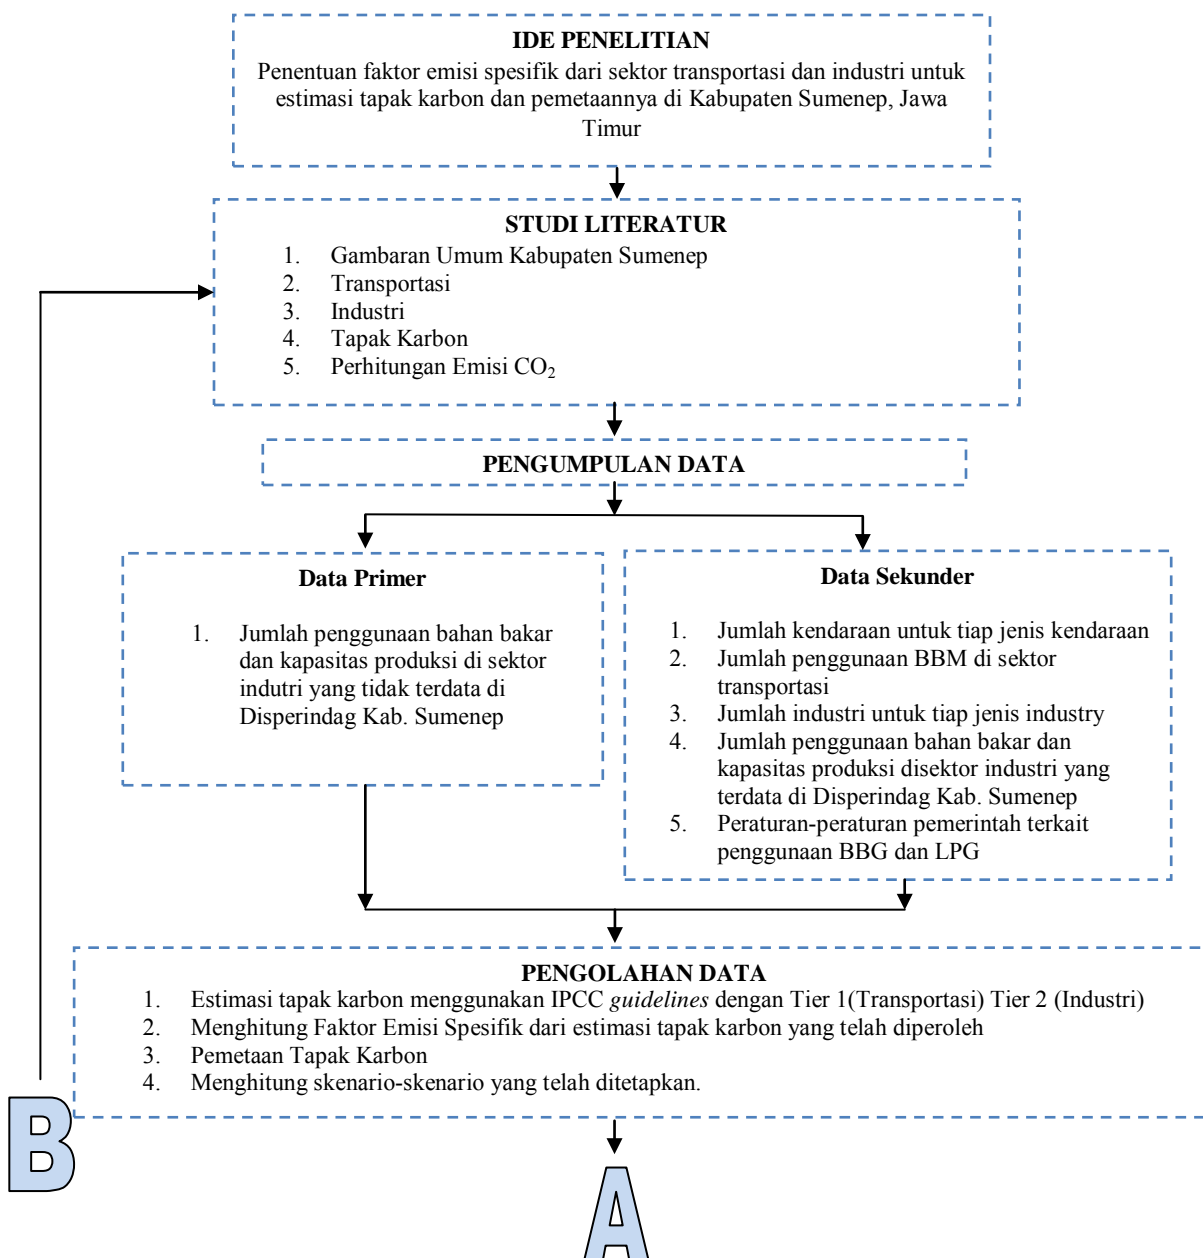 IDE PENELITIAN
Penentuan faktor emisi spesifik dari sektor transportasi dan industri untuk
estimasi tapak karbon dan pemetaannya di Kabupaten Sumenep, Jawa
Timur
STUDI LITERATUR
1. Gambaran Umum Kabupaten Sumenep
2. Transportasi
3. Industri
4. Tapak Karbon
5. Perhitungan Emisi CO₂
PENGUMPULAN DATA
Data Primer
1. Jumlah penggunaan bahan bakar
dan kapasitas produksi di sektor
indutri yang tidak terdata di
Disperindag Kab. Sumenep
Data Sekunder
1. Jumlah kendaraan untuk tiap jenis kendaraan
2. Jumlah penggunaan BBM di sektor
transportasi
3. Jumlah industri untuk tiap jenis industry
4. Jumlah penggunaan bahan bakar dan
kapasitas produksi disektor industri yang
terdata di Disperindag Kab. Sumenep
5. Peraturan-peraturan pemerintah terkait
penggunaan BBG dan LPG
PENGOLAHAN DATA
1. Estimasi tapak karbon menggunakan IPCC guidelines dengan Tier 1(Transportasi) Tier 2 (Industri)
2. Menghitung Faktor Emisi Spesifik dari estimasi tapak karbon yang telah diperoleh
3. Pemetaan Tapak Karbon
4. Menghitung skenario-skenario yang telah ditetapkan.
B
A